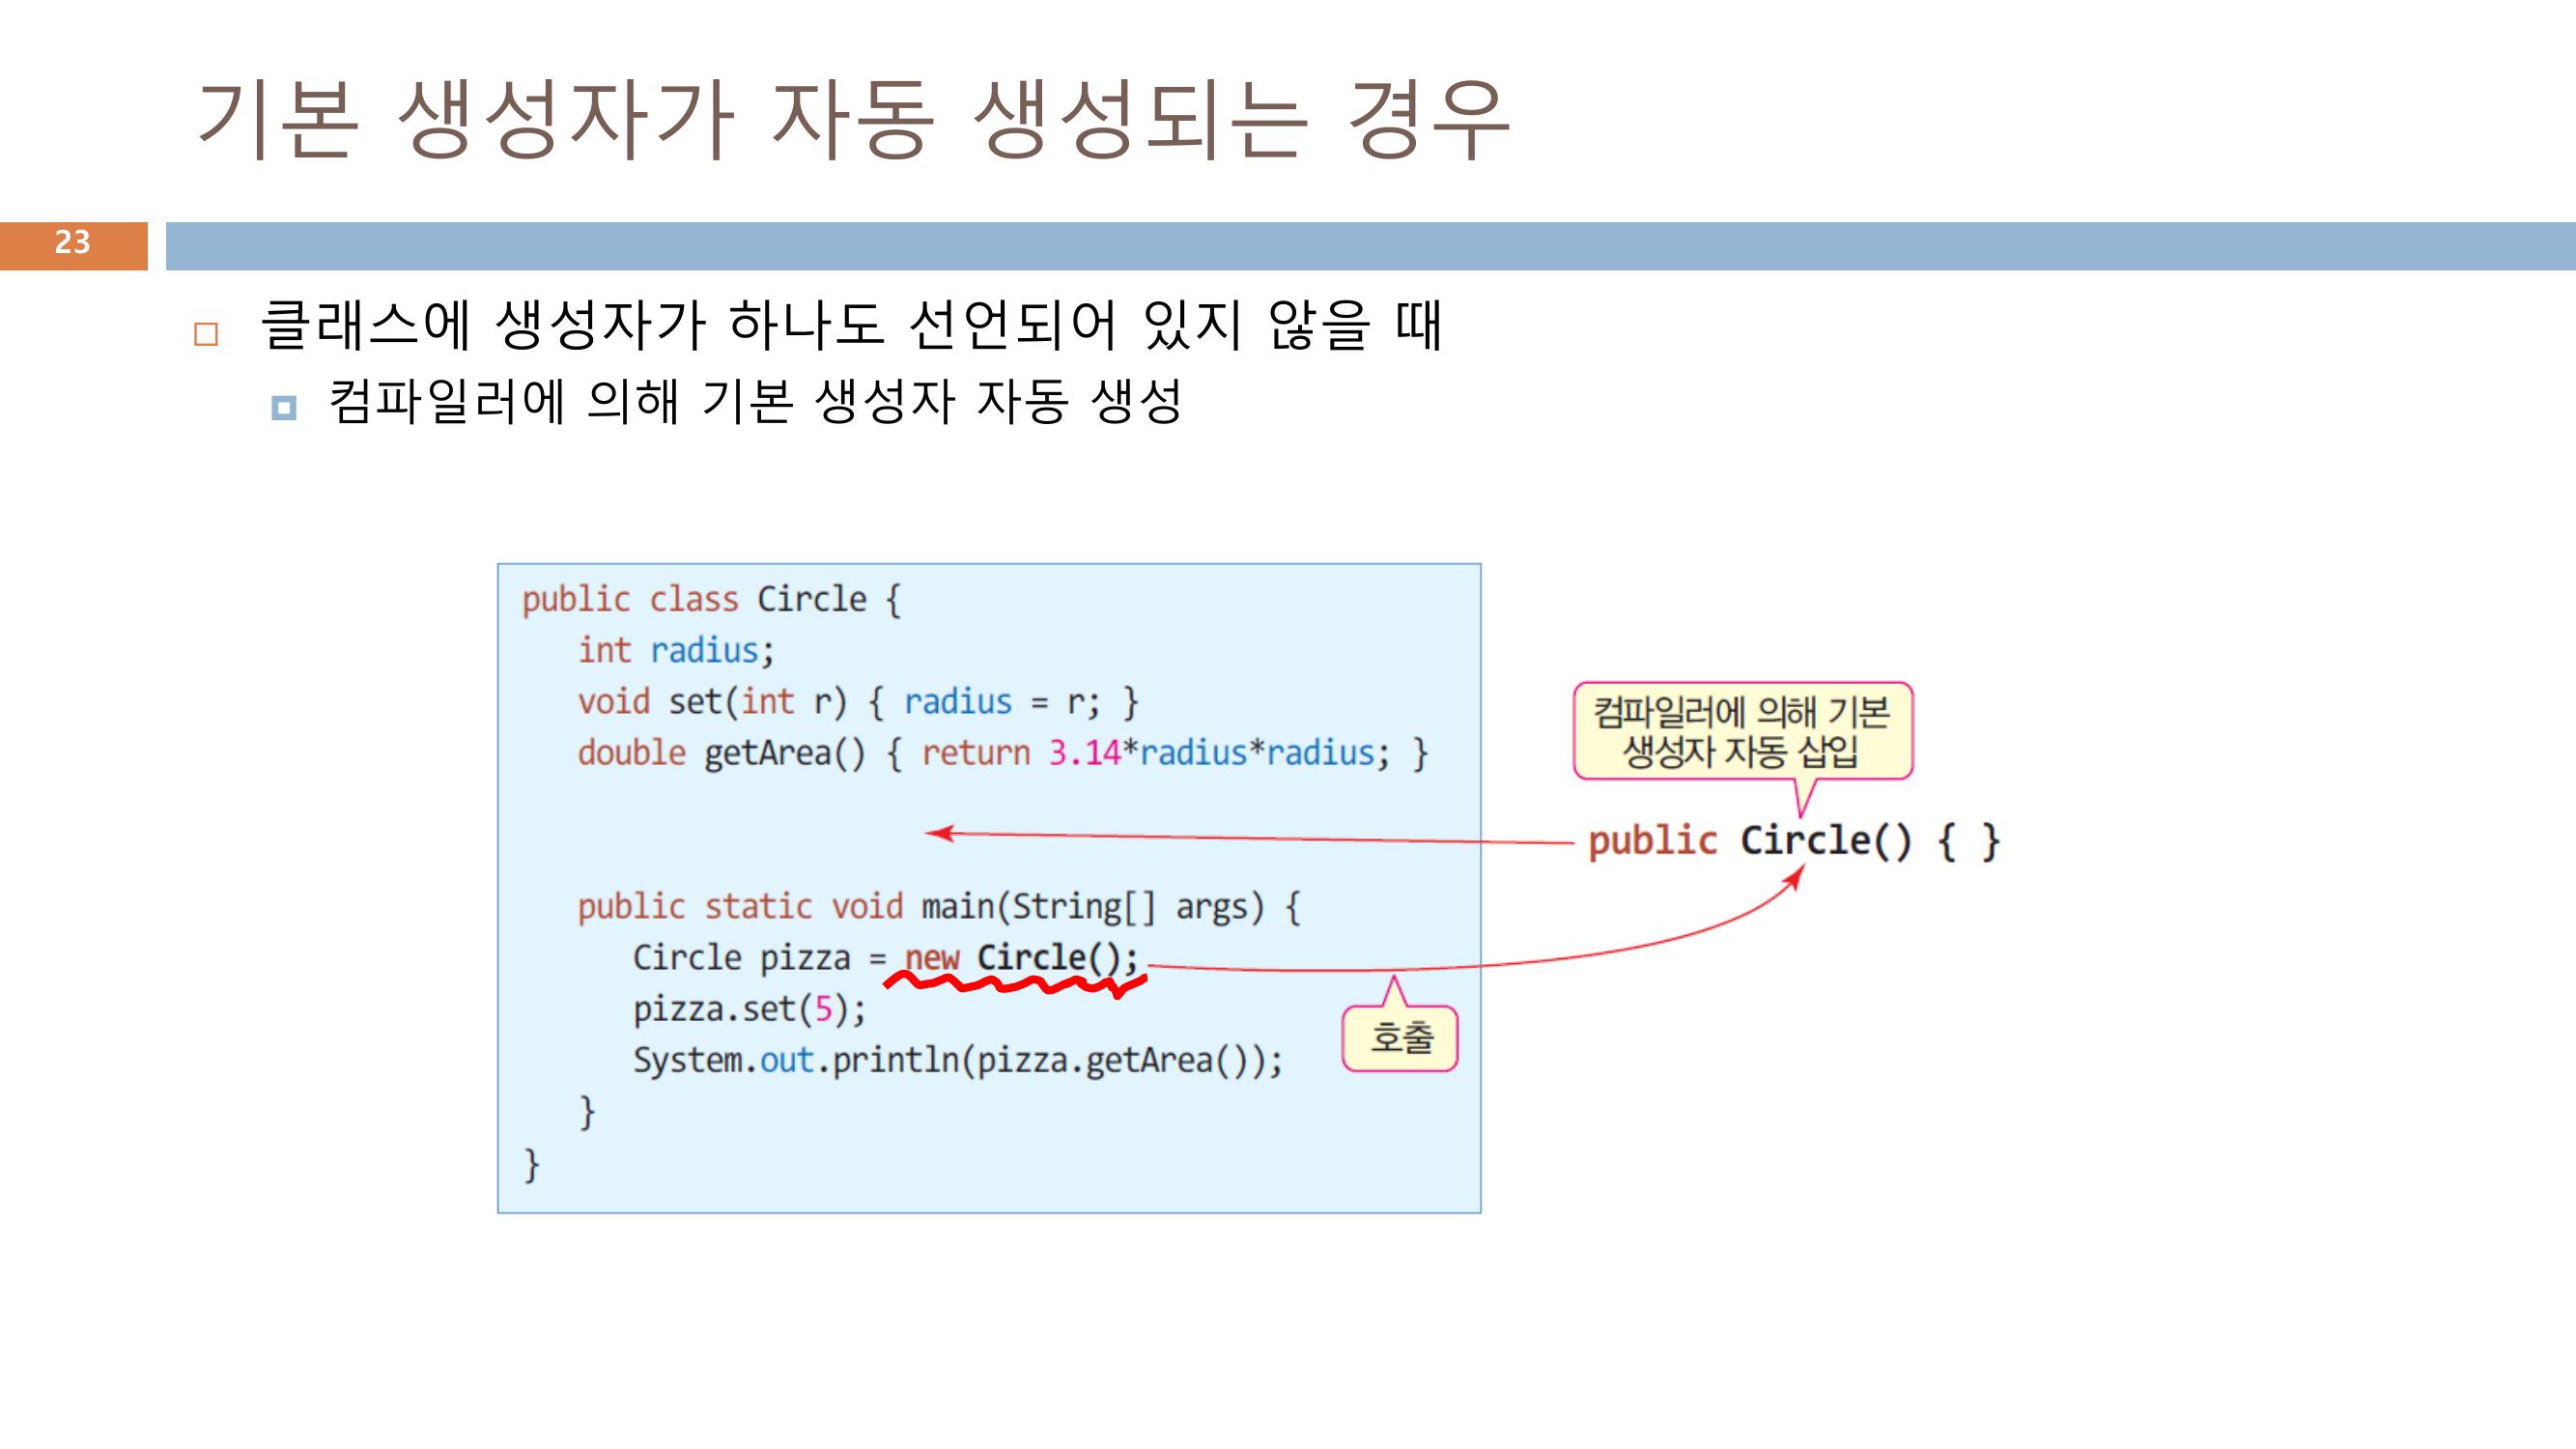 기본 생성자가 자동 생성되는 경우
23
클래스에 생성자가 하나도 선언되어 있지 않을 때
컴파일러에 의해 기본 생성자 자동 생성
public class Circle {
int radius;
void set(int r) { radius = r; }
double getArea() { return 3.14*radius*radius; }
컴파일러에 의해 기본
생성자 자동 삽입
public Circle() { }
public static void main(String[] args) {
Circle pizza = new Circle();
pizza.set(5);
호출
System.out.println(pizza.getArea());
}
}